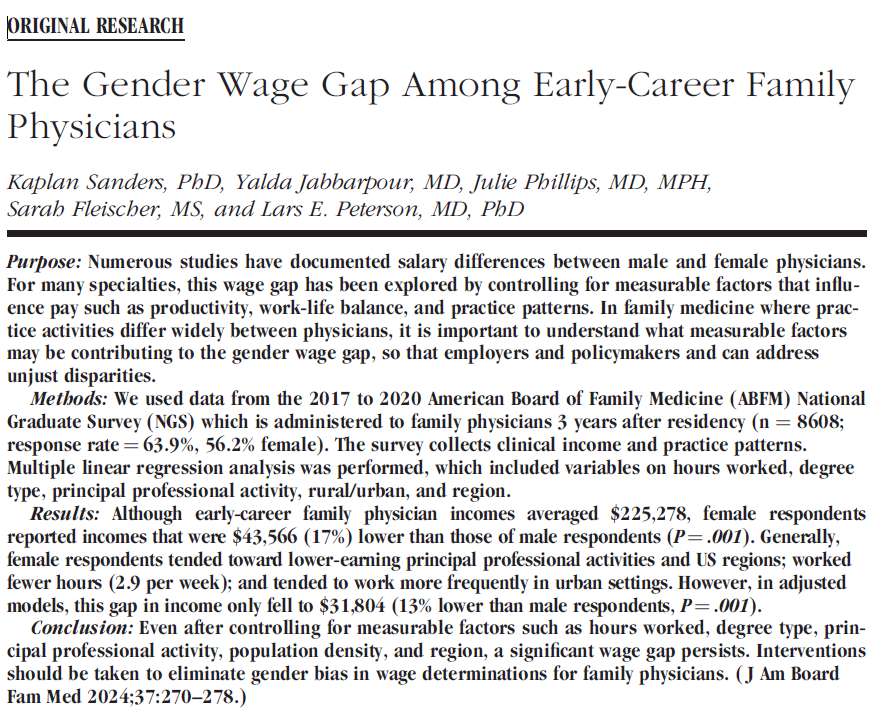 ORIGINAL RESEARCH
The Gender Wage Gap Among Early-Career Family
Physicians
Kaplan Sanders, PhD, Yalda Jabbarpour, MD, Julie Phillips, MD, MPH,
Sarah Fleischer, MS, and Lars E. Peterson, MD, PhD
Purpose: Numerous studies have documented salary differences between male and female physicians.
For many specialties, this wage gap has been explored by controlling for measurable factors that influ-
ence pay such as productivity, work-life balance, and practice patterns. In family medicine where prac-
tice activities differ widely between physicians, it is important to understand what measurable factors
may be contributing to the gender wage gap, so that employers and policymakers and can address
unjust disparities.
Methods: We used data from the 2017 to 2020 American Board of Family Medicine (ABFM) National
Graduate Survey (NGS) which is administered to family physicians 3 years after residency (n = 8608;
response rate = 63.9%, 56.2% female). The survey collects clinical income and practice patterns.
Multiple linear regression analysis was performed, which included variables on hours worked, degree
type, principal professional activity, rural/urban, and region.
Results: Although early-career family physician incomes averaged $225,278, female respondents
reported incomes that were $43,566 (17%) lower than those of male respondents (P = .001). Generally,
female respondents tended toward lower-earning principal professional activities and US regions; worked
fewer hours (2.9 per week); and tended to work more frequently in urban settings. However, in adjusted
models, this gap in income only fell to $31,804 (13% lower than male respondents, P = .001).
Conclusion: Even after controlling for measurable factors such as hours worked, degree type, prin-
cipal professional activity, population density, and region, a significant wage gap persists. Interventions
should be taken to eliminate gender bias in wage determinations for family physicians. ( J Am Board
Fam Med 2024;37:270–278.)